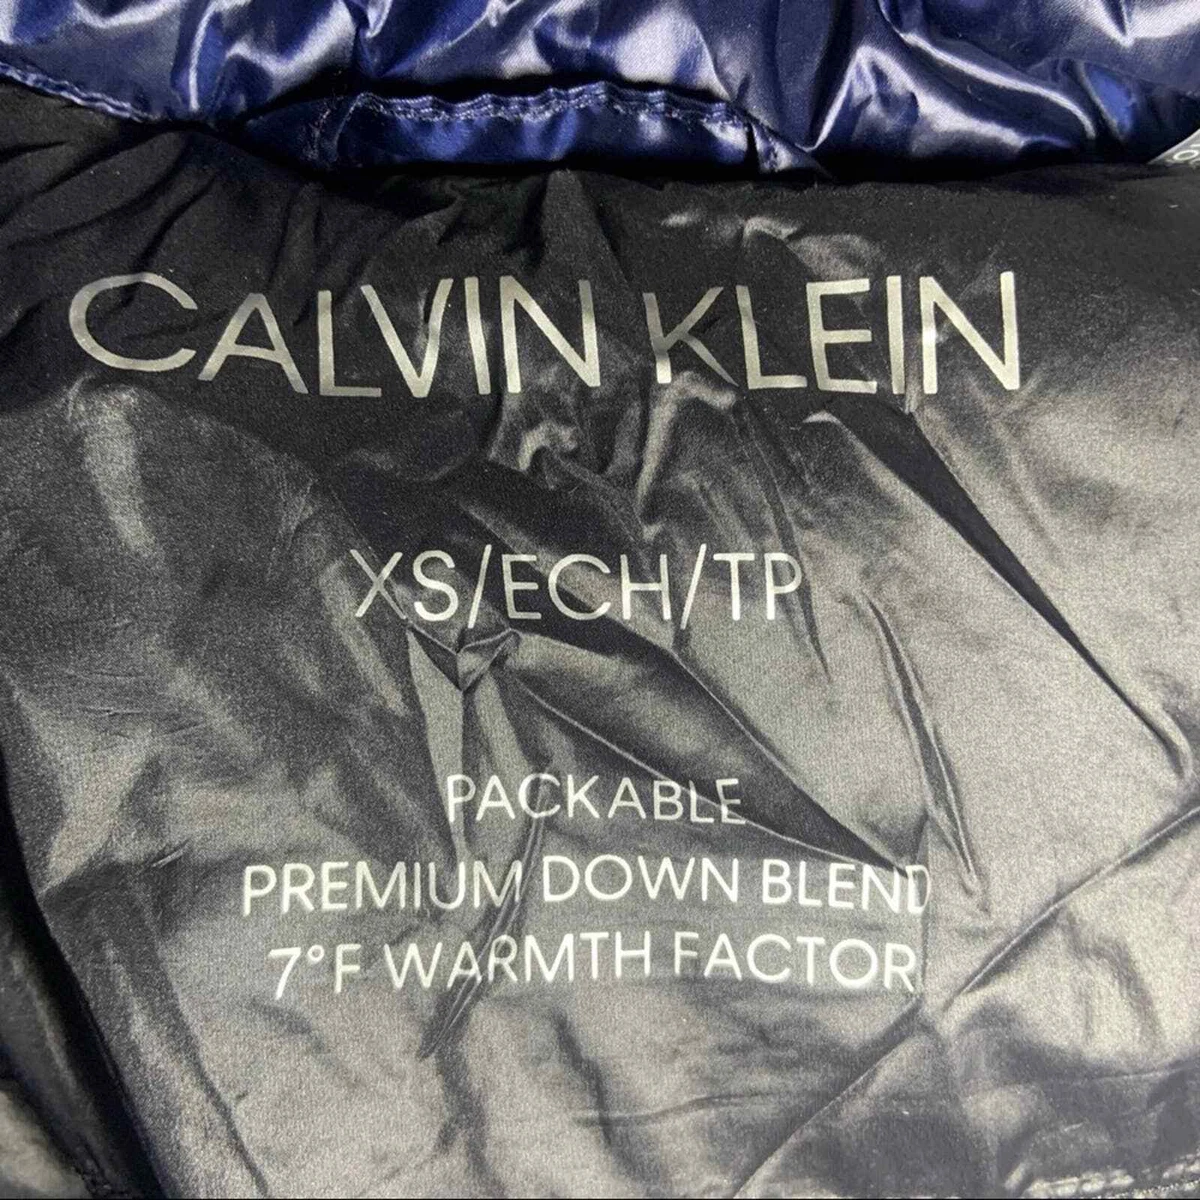 CALVIN KLEIN
XS/ECH/TP
PACKABLE
PREMIUM DOWN BLEND
7°F WARMTH FACTOR